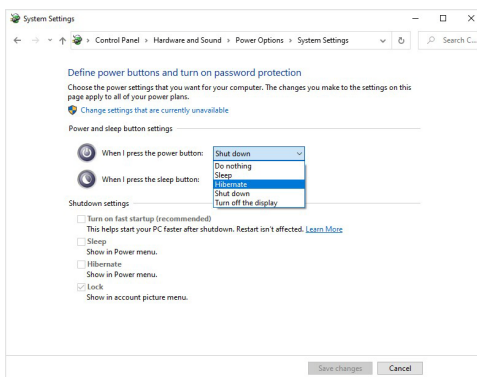 System Settings
Control Panel > Hardware and Sound > Power Options > System Settings
Search C...
Define power buttons and turn on password protection
Choose the power settings that you want for your computer. The changes you make to the settings on this
page apply to all of your power plans.
Change settings that are currently unavailable
Power and sleep button settings
When I press the power button:
Shut down
Do nothing
Sleep
Hibernate
Shut down
Turn off the display
When I press the sleep button:
Shutdown settings
Turn on fast startup (recommended)
This helps start your PC faster after shutdown. Restart isn't affected. Learn More
Sleep
Show in Power menu.
Hibernate
Show in Power menu.
Lock
Show in account picture menu.
Save changes
Cancel